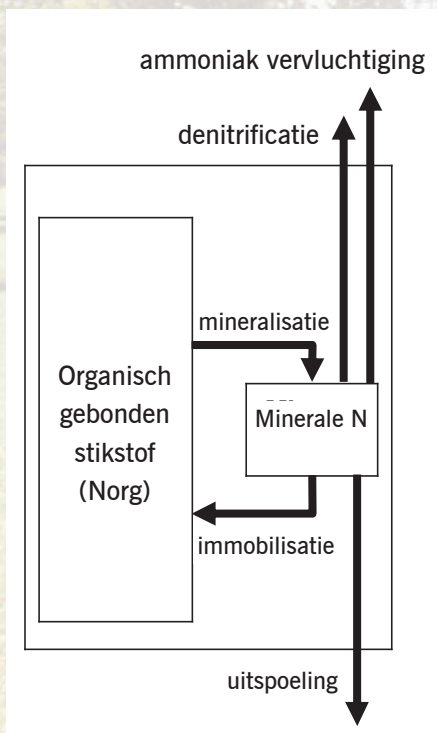 ammoniak vervluchtiging
denitrificatie
mineralisatie
Organisch
gebonden
stikstof
(Norg)
Minerale N
immobilisatie
uitspoeling